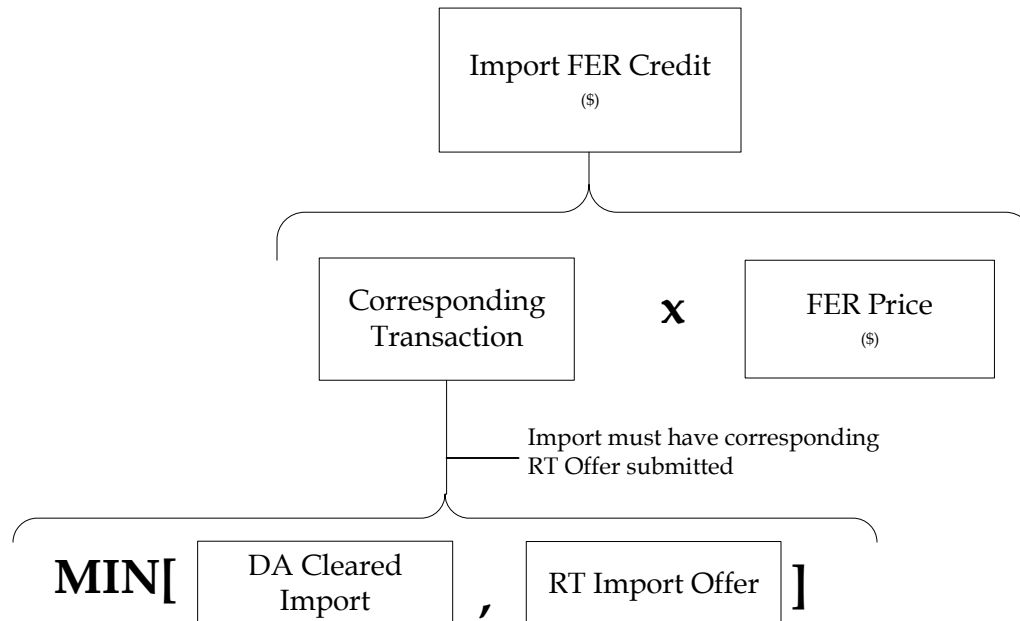 Import FER Credit
($)
Corresponding
Transaction
x
FER Price
($)
Import must have corresponding
RT Offer submitted
MIN[
DA Cleared
Import
,
RT Import Offer
]